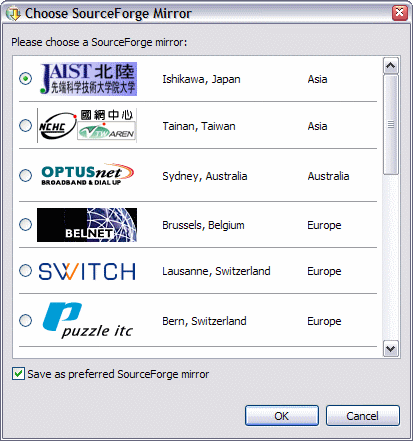 Choose SourceForge Mirror
Please choose a SourceForge mirror:
JAIST 北陸
先端科学技術大学院大学
Ishikawa, Japan Asia
國網中心
NCHC TWAREN
Tainan, Taiwan Asia
OPTUSnet
BROADBAND & DIAL UP
Sydney, Australia Australia
BELNET
Brussels, Belgium Europe
SWITCH
Lausanne, Switzerland Europe
puzzle itc
Bern, Switzerland Europe
Save as preferred SourceForge mirror
OK Cancel